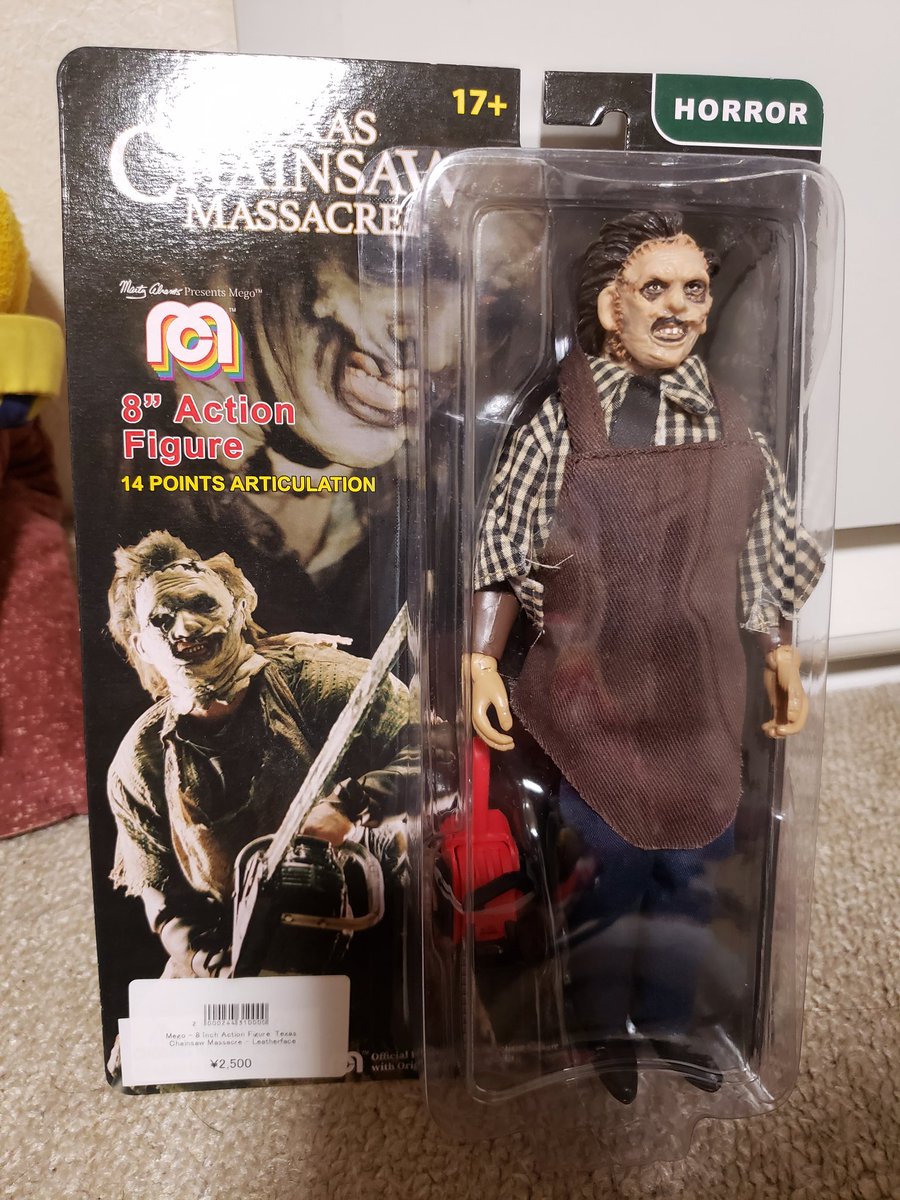 17+
HORROR
CHAINSAW
MASSACRE
Marty Abrams Presents Mego™
8” Action
Figure
14 POINTS ARTICULATION
Mego - 8 Inch Action Figure Texas
Chainsaw Massacre - Leatherface
¥2,500
Official
with